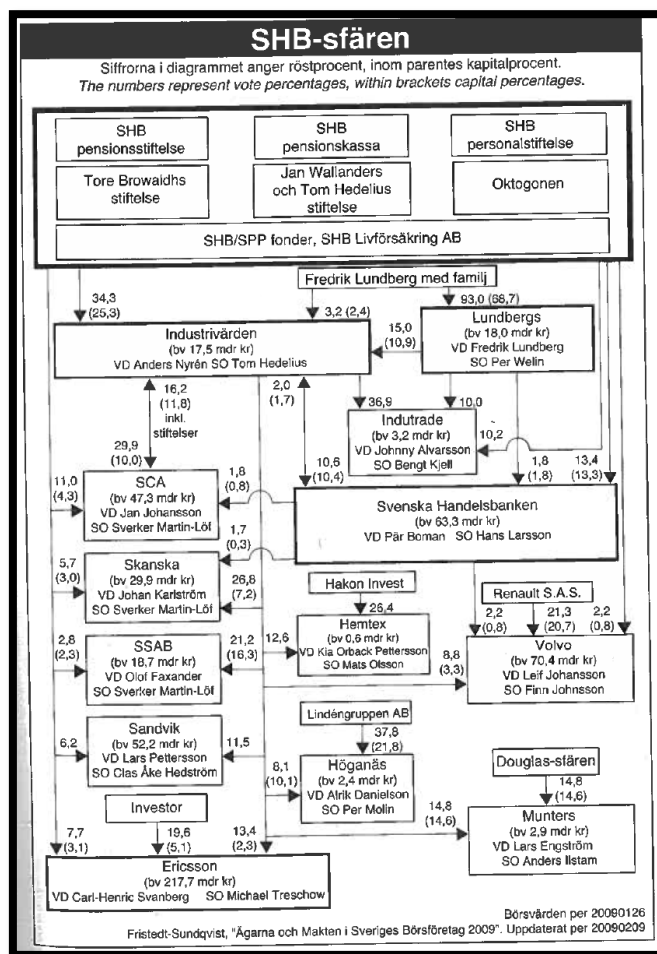 SHB-sfären
Siffrorna i diagrammet anger röstprocent, inom parentes kapitalprocent.
The numbers represent vote percentages, within brackets capital percentages.
SHB
pensionsstiftelse
SHB
pensionskassa
SHB
personalstiftelse
Tore Browaldhs
stiftelse
Jan Wallanders
och Tom Hedelius
stiftelse
Oktogonen
SHB/SPP fonder, SHB Livförsäkring AB
Fredrik Lundberg med familj
34,3
(25,3)
3,2 (2,4)
93,0 (68,7)
Industrivärden
(bv 17,5 mdr kr)
VD Anders Nyrén SO Tom Hedelius
15,0
(10,9)
Lundbergs
(bv 18,0 mdr kr)
VD Fredrik Lundberg
SO Per Welin
16,2
(11,8)
inkl.
stiftelser
2,0
(1,7)
36,9
10,0
Indutrade
(bv 3,2 mdr kr)
VD Johnny Alvarsson
SO Bengt Kjell
10,2
29,9
(10,0)
11,0
(4,3)
SCA
(bv 47,3 mdr kr)
VD Jan Johansson
SO Sverker Martin-Löf
1,8
(0,8)
10,6
(10,4)
1,8
(1,8)
13,4
(13,3)
Svenska Handelsbanken
(bv 63,3 mdr kr)
VD Pär Boman SO Hans Larsson
1,7
(0,3)
5,7
(3,0)
Skanska
(bv 29,9 mdr kr)
VD Johan Karlström
SO Sverker Martin-Löf
26,8
(7,2)
Hakon Invest
26,4
Renault S.A.S.
2,2
(0,8)
21,3
(20,7)
2,2
(0,8)
2,8
(2,3)
SSAB
(bv 18,7 mdr kr)
VD Olof Faxander
SO Sverker Martin-Löf
21,2
(16,3)
12,6
Hemtex
(bv 0,6 mdr kr)
VD Kia Orback Pettersson
SO Mats Olsson
8,8
(3,3)
Volvo
(bv 70,4 mdr kr)
VD Leif Johansson
SO Finn Johnsson
6,2
Sandvik
(bv 52,2 mdr kr)
VD Lars Pettersson
SO Clas Åke Hedström
11,5
Lindéngruppen AB
37,8
(21,8)
8,1
(10,1)
Höganäs
(bv 2,4 mdr kr)
VD Alrik Danielson
SO Per Molin
Douglas-sfären
14,8
(14,6)
Investor
7,7
(3,1)
19,6
(5,1)
13,4
(2,3)
14,8
(14,6)
Munters
(bv 2,9 mdr kr)
VD Lars Engström
SO Anders Ilstam
Ericsson
(bv 217,7 mdr kr)
VD Carl-Henric Svanberg SO Michael Treschow
Börsvärden per 20090126
Fristedt-Sundqvist, "Ägarna och Makten i Sveriges Börsföretag 2009". Uppdaterat per 20090209